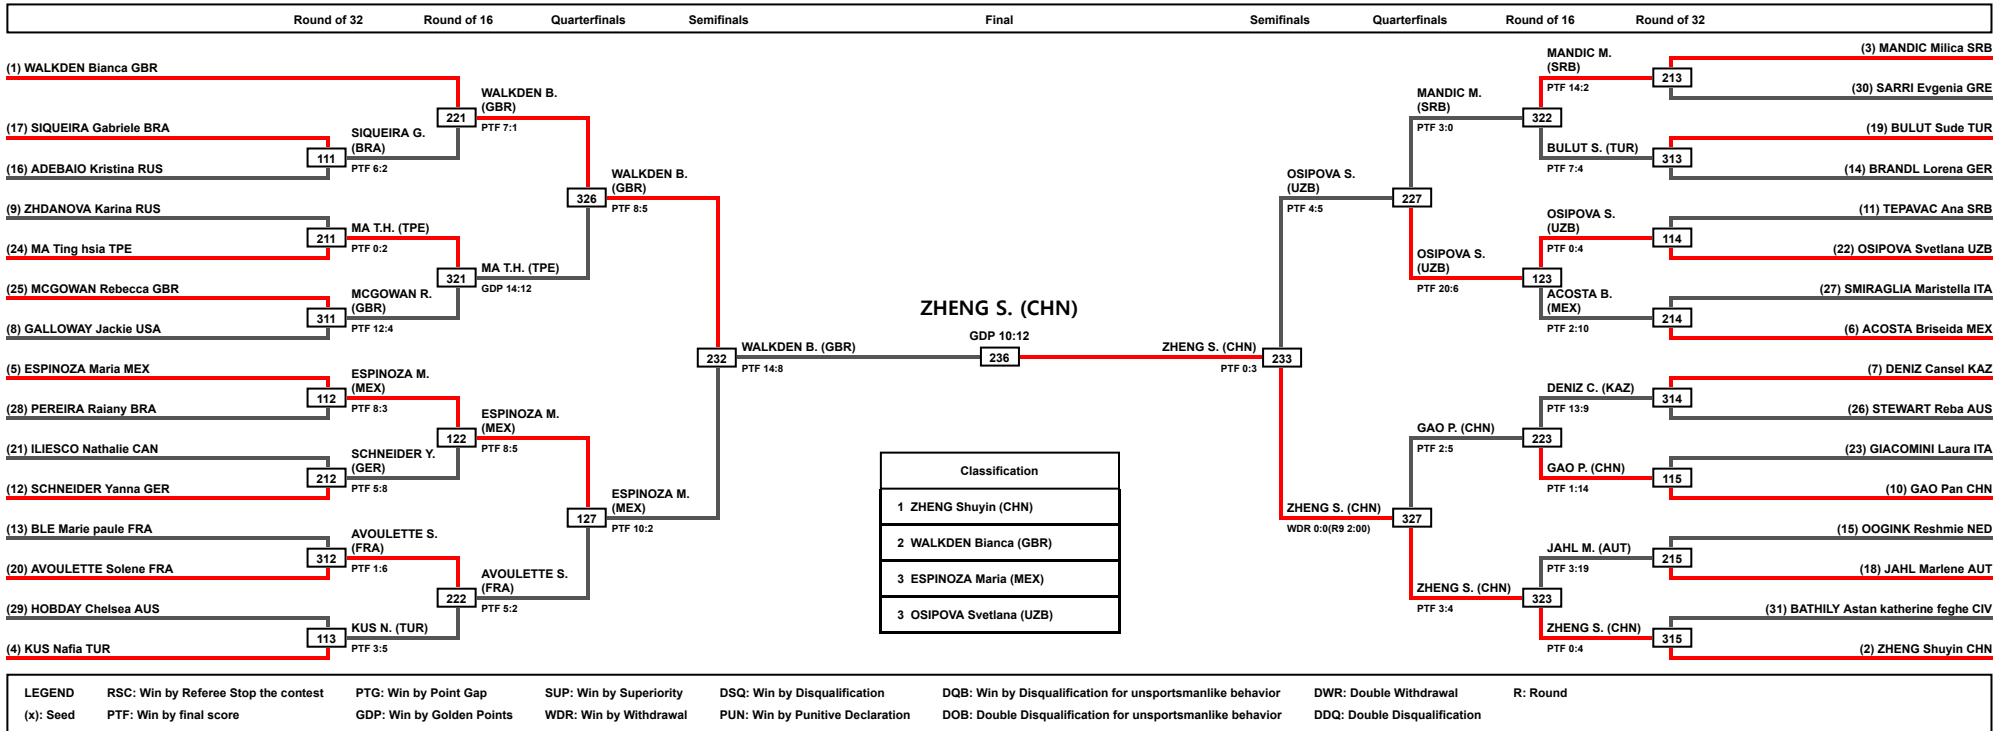 Round of 32 Round of 16 Quarterfinals Semifinals Final Semifinals Quarterfinals Round of 16 Round of 32
(1) WALKDEN Bianca GBR
(17) SIQUEIRA Gabriele BRA
(16) ADEBAIO Kristina RUS
(9) ZHDANOVA Karina RUS
(24) MA Ting hsia TPE
(25) MCGOWAN Rebecca GBR
(8) GALLOWAY Jackie USA
(5) ESPINOZA Maria MEX
(28) PEREIRA Raiany BRA
(21) ILIESCO Nathalie CAN
(12) SCHNEIDER Yanna GER
(13) BLE Marie paule FRA
(20) AVOULETTE Solene FRA
(29) HOBDAY Chelsea AUS
(4) KUS Nafia TUR
111
SIQUEIRA G.
(BRA)
PTF 6:2
211
MA T.H. (TPE)
PTF 0:2
311
MCGOWAN R.
(GBR)
PTF 12:4
112
ESPINOZA M.
(MEX)
PTF 8:3
212
SCHNEIDER Y.
(GER)
PTF 5:8
312
AVOULETTE S.
(FRA)
PTF 1:6
113
KUS N. (TUR)
PTF 3:5
221
WALKDEN B.
(GBR)
PTF 7:1
321
MA T.H. (TPE)
GDP 14:12
122
ESPINOZA M.
(MEX)
PTF 8:5
222
AVOULETTE S.
(FRA)
PTF 5:2
326
WALKDEN B.
(GBR)
PTF 8:5
127
ESPINOZA M.
(MEX)
PTF 10:2
232
WALKDEN B. (GBR)
PTF 14:8
ZHENG S. (CHN)
GDP 10:12
236
Classification
1 ZHENG Shuyin (CHN)
2 WALKDEN Bianca (GBR)
3 ESPINOZA Maria (MEX)
3 OSIPOVA Svetlana (UZB)
ZHENG S. (CHN)
PTF 0:3
233
OSIPOVA S.
(UZB)
PTF 4:5
227
ZHENG S. (CHN)
WDR 0:0(R9 2:00)
327
MANDIC M.
(SRB)
PTF 3:0
322
OSIPOVA S.
(UZB)
PTF 20:6
123
GAO P. (CHN)
PTF 2:5
223
ZHENG S. (CHN)
PTF 3:4
323
MANDIC M.
(SRB)
PTF 14:2
213
BULUT S. (TUR)
PTF 7:4
313
OSIPOVA S.
(UZB)
PTF 0:4
114
ACOSTA B.
(MEX)
PTF 2:10
214
DENIZ C. (KAZ)
PTF 13:9
314
GAO P. (CHN)
PTF 1:14
115
JAHL M. (AUT)
PTF 3:19
215
ZHENG S. (CHN)
PTF 0:4
315
(3) MANDIC Milica SRB
(30) SARRI Evgenia GRE
(19) BULUT Sude TUR
(14) BRANDL Lorena GER
(11) TEPAVAC Ana SRB
(22) OSIPOVA Svetlana UZB
(27) SMIRAGLIA Maristella ITA
(6) ACOSTA Briseida MEX
(7) DENIZ Cansel KAZ
(26) STEWART Reba AUS
(23) GIACOMINI Laura ITA
(10) GAO Pan CHN
(15) OOGINK Reshmie NED
(18) JAHL Marlene AUT
(31) BATHILY Astan katherine feghe CIV
(2) ZHENG Shuyin CHN
LEGEND RSC: Win by Referee Stop the contest PTG: Win by Point Gap SUP: Win by Superiority DSQ: Win by Disqualification DQB: Win by Disqualification for unsportsmanlike behavior DWR: Double Withdrawal R: Round
(x): Seed PTF: Win by final score GDP: Win by Golden Points WDR: Win by Withdrawal PUN: Win by Punitive Declaration DOB: Double Disqualification for unsportsmanlike behavior DDQ: Double Disqualification